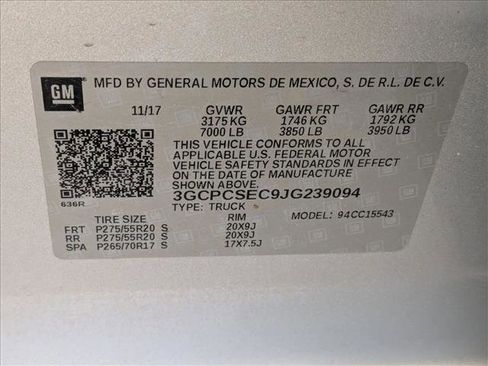 GM
MFD BY GENERAL MOTORS DE MEXICO, S. DE R.L. DE C.V.
11/17 GVWR GAWR FRT GAWR RR
3175 KG 1746 KG 1792 KG
7000 LB 3850 LB 3950 LB
THIS VEHICLE CONFORMS TO ALL
APPLICABLE U.S. FEDERAL MOTOR
VEHICLE SAFETY STANDARDS IN EFFECT
ON THE DATE OF MANUFACTURE
SHOWN ABOVE.
636R 3GCPCSEC9JG239094
TYPE: TRUCK MODEL: 94CC15543
TIRE SIZE RIM
FRT P275/55R20 S 20X9J
RR P275/55R20 S 20X9J
SPA P265/70R17 S 17X7.5J